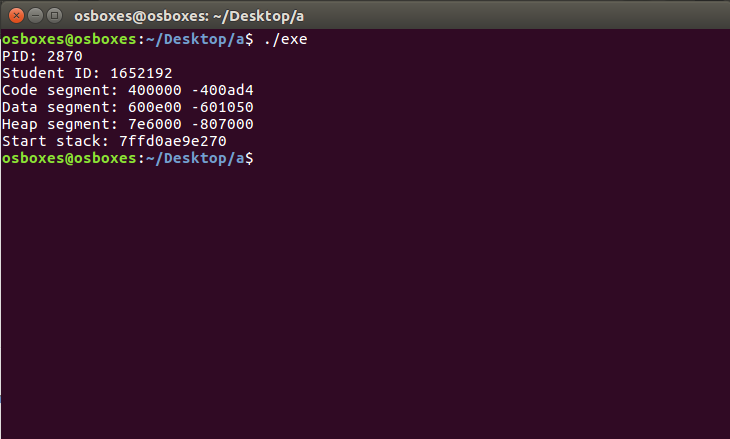 osboxes@osboxes: ~/Desktop/a
osboxes@osboxes:~/Desktop/a$ ./exe
PID: 2870
Student ID: 1652192
Code segment: 400000 -400ad4
Data segment: 600e00 -601050
Heap segment: 7e6000 -807000
Start stack: 7ffd0ae9e270
osboxes@osboxes:~/Desktop/a$